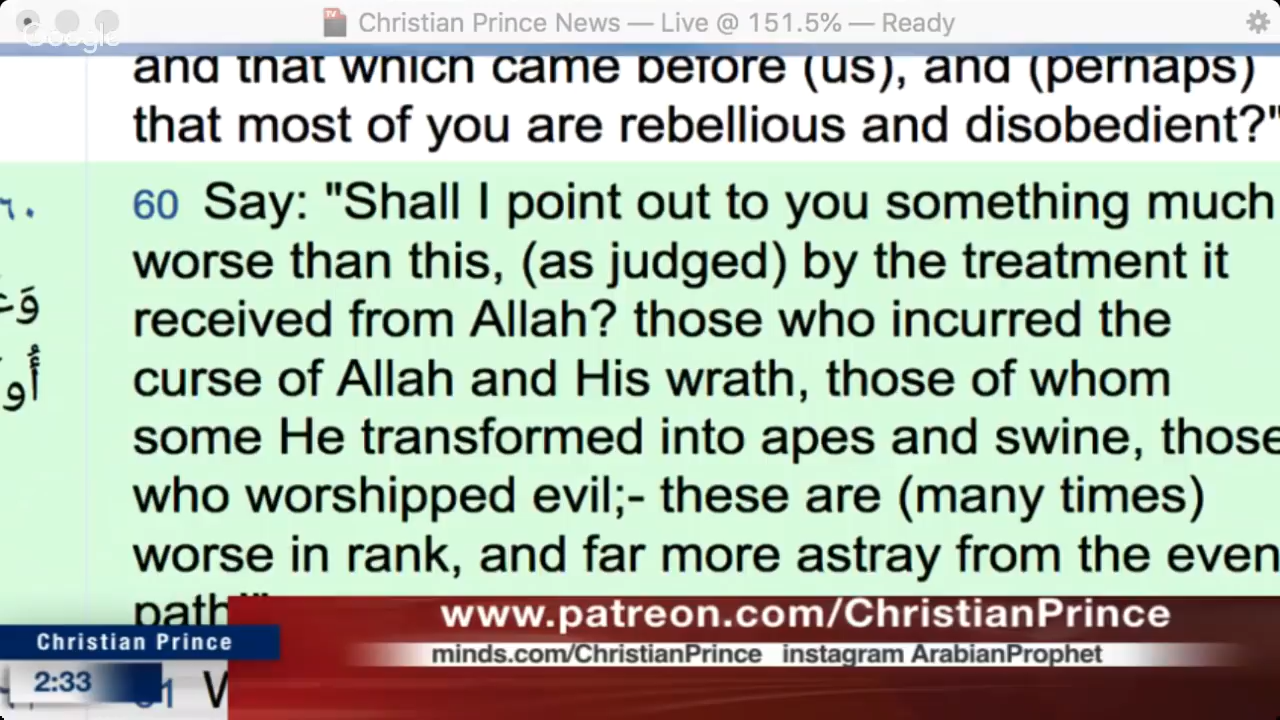 Christian Prince News — Live @ 151.5% — Ready
Google
and that which came before (us), and (perhaps)
that most of you are rebellious and disobedient?"
60 Say: "Shall I point out to you something much
worse than this, (as judged) by the treatment it
received from Allah? those who incurred the
curse of Allah and His wrath, those of whom
some He transformed into apes and swine, those
who worshipped evil;- these are (many times)
worse in rank, and far more astray from the even
path!"
www.patreon.com/ChristianPrince
Christian Prince
minds.com/ChristianPrince instagram ArabianProphet
2:33